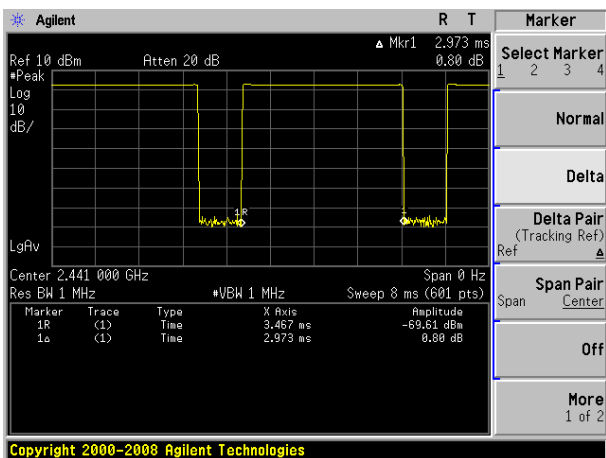 Agilent R T Marker
Δ Mkr1 2.973 ms
Ref 10 dBm Atten 20 dB 0.80 dB
#Peak
Log
10
dB/
1R
1
LgAv
Center 2.441 000 GHz Span 0 Hz
Res BW 1 MHz #VBW 1 MHz Sweep 8 ms (601 pts)
Marker Trace Type X Axis Amplitude
1R (1) Time 3.467 ms -69.61 dBm
1Δ (1) Time 2.973 ms 0.80 dB
Select Marker
1 2 3 4
Normal
Delta
Delta Pair
(Tracking Ref)
Ref Δ
Span Pair
Span Center
Off
More
1 of 2
Copyright 2000-2008 Agilent Technologies